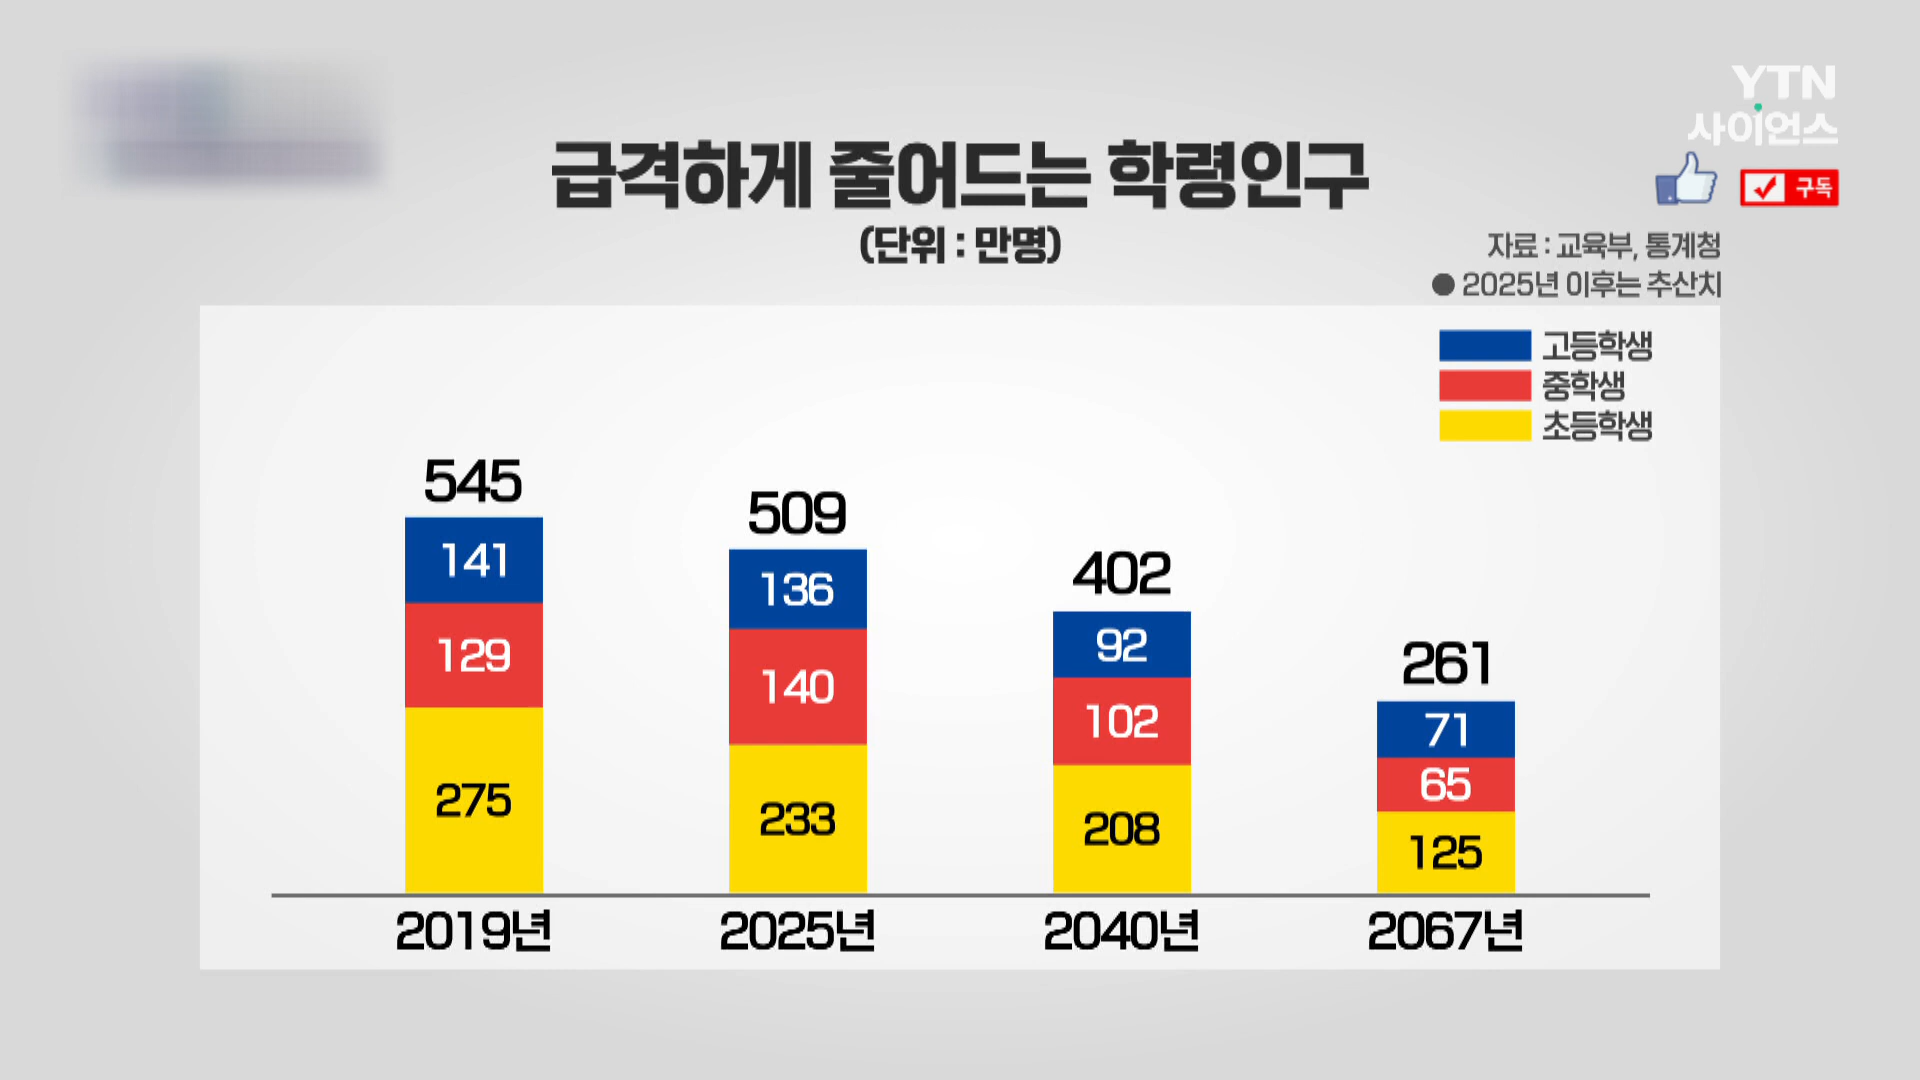 YTN
사이언스
구독
급격하게 줄어드는 학령인구
(단위 : 만명)
자료 : 교육부, 통계청
● 2025년 이후는 추산치
고등학생
중학생
초등학생
545
141
129
275
2019년
509
136
140
233
2025년
402
92
102
208
2040년
261
71
65
125
2067년